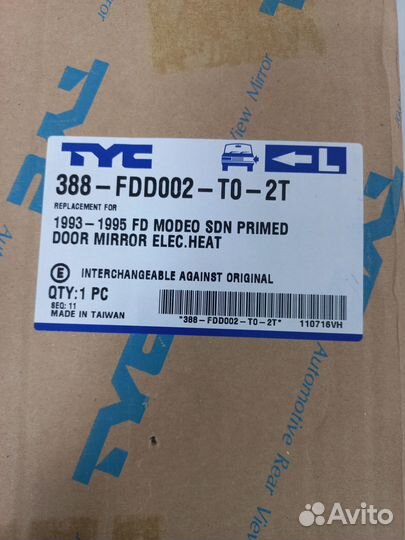 TYC
L
388-FDD002-T0-2T
REPLACEMENT FOR
1993-1995 FD MODEO SDN PRIMED
DOOR MIRROR ELEC.HEAT
E INTERCHANGEABLE AGAINST ORIGINAL
QTY:1 PC
SEQ: 11
MADE IN TAIWAN
*388-FDD002-T0-2T*
110716VH
Automotive Rear View Mirror
TYC
Avito